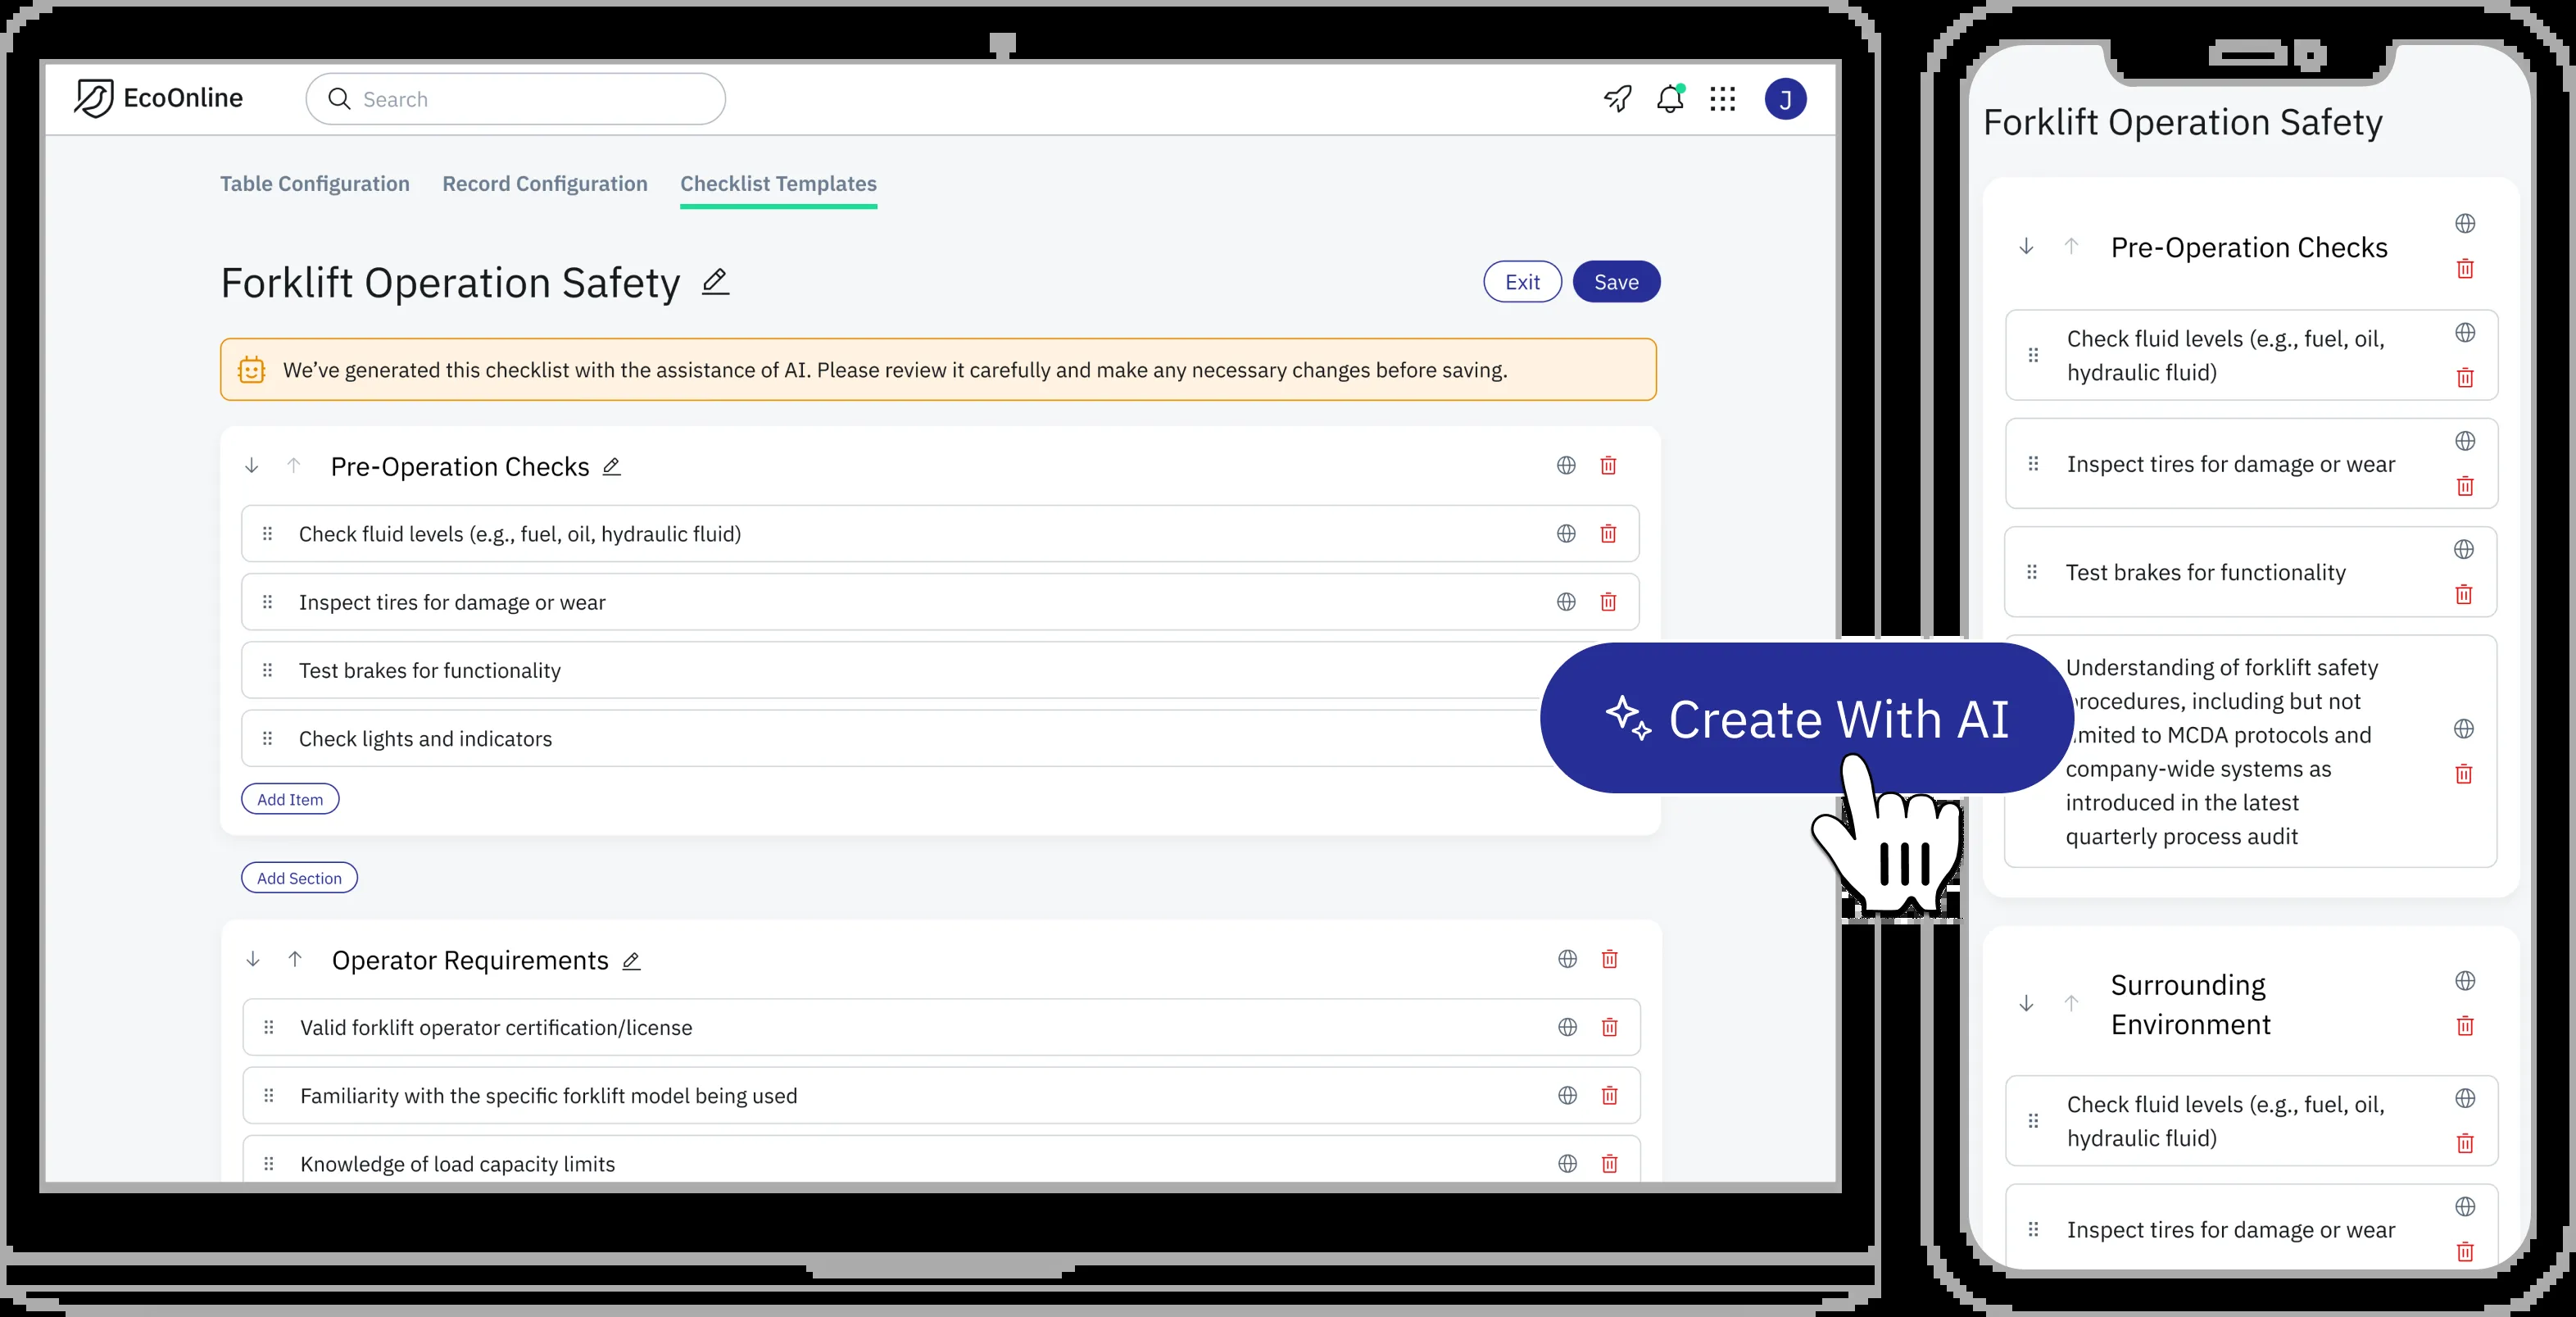 EcoOnline
Search
J
Table Configuration
Record Configuration
Checklist Templates
Forklift Operation Safety
Exit
Save
We’ve generated this checklist with the assistance of AI. Please review it carefully and make any necessary changes before saving.
Pre-Operation Checks
Check fluid levels (e.g., fuel, oil, hydraulic fluid)
Inspect tires for damage or wear
Test brakes for functionality
Check lights and indicators
Add Item
Add Section
Operator Requirements
Valid forklift operator certification/license
Familiarity with the specific forklift model being used
Knowledge of load capacity limits
Create With AI
Forklift Operation Safety
Pre-Operation Checks
Check fluid levels (e.g., fuel, oil,
hydraulic fluid)
Inspect tires for damage or wear
Test brakes for functionality
Understanding of forklift safety
procedures, including but not
limited to MCDA protocols and
company-wide systems as
introduced in the latest
quarterly process audit
Surrounding
Environment
Check fluid levels (e.g., fuel, oil,
hydraulic fluid)
Inspect tires for damage or wear